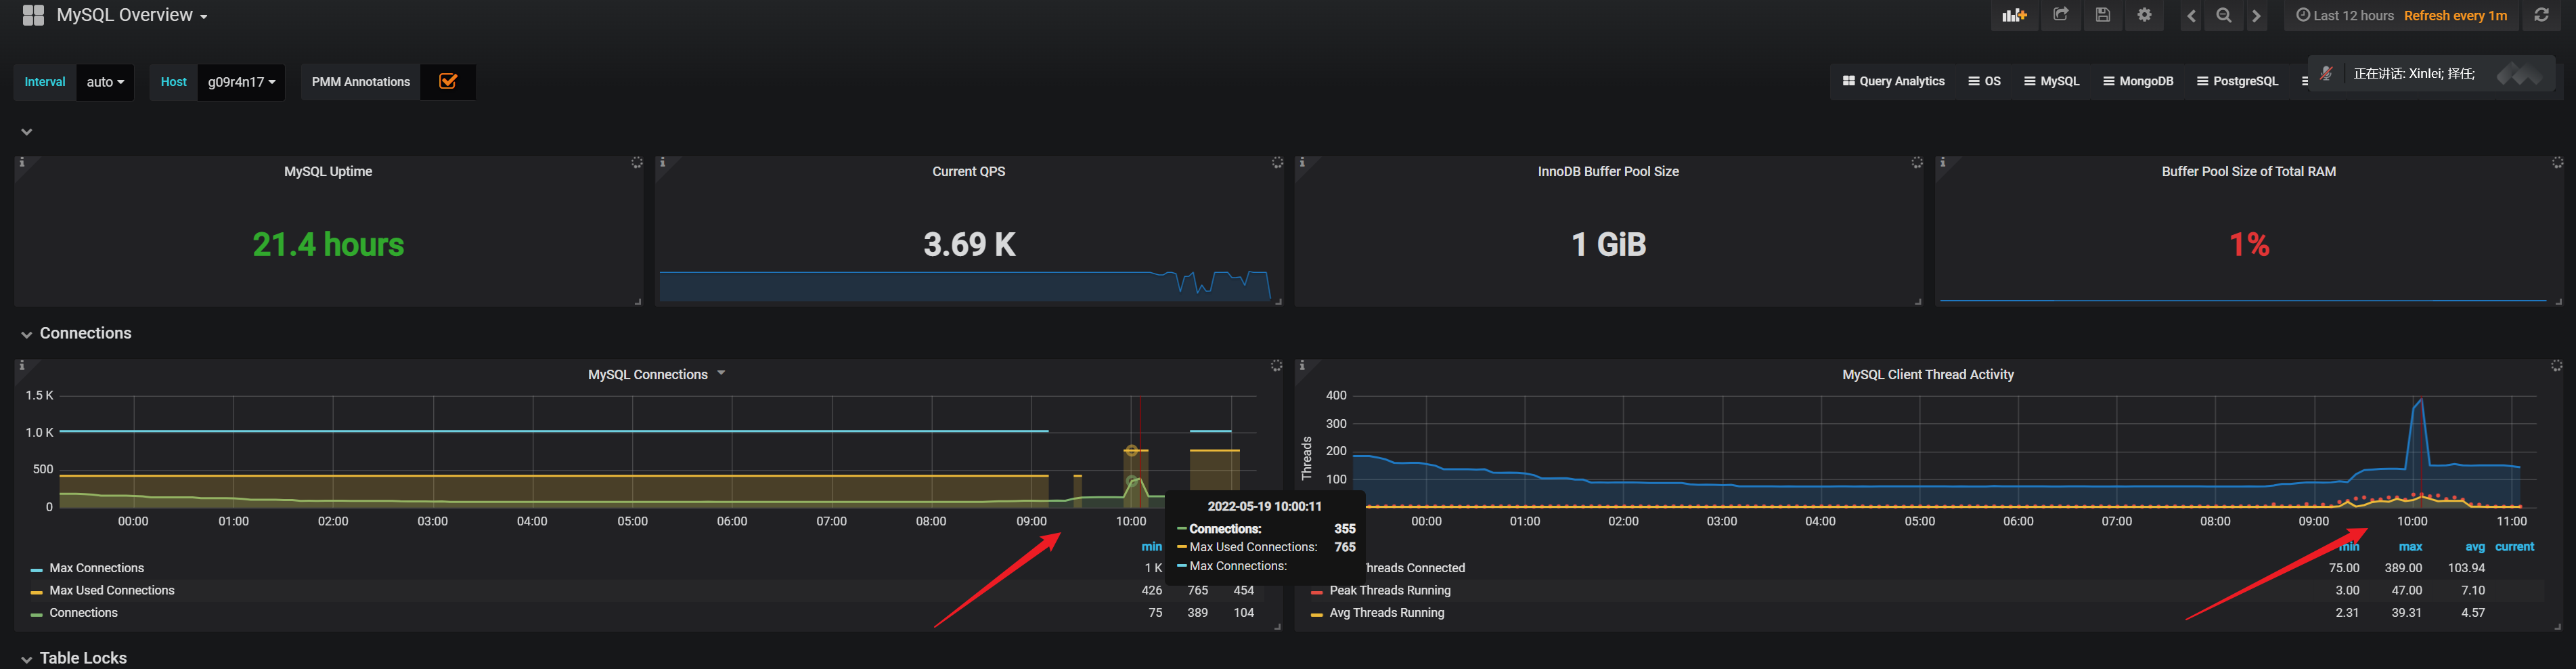 MySQL Overview
Last 12 hours Refresh every 1m
Interval auto Host g09r4n17 PMM Annotations
Query Analytics OS MySQL MongoDB PostgreSQL
正在讲话: Xinlei; 择任;
MySQL Uptime
21.4 hours
Current QPS
3.69 K
InnoDB Buffer Pool Size
1 GiB
Buffer Pool Size of Total RAM
1%
Connections
MySQL Connections
1.5 K
1.0 K
500
0
00:00 01:00 02:00 03:00 04:00 05:00 06:00 07:00 08:00 09:00 10:00
min
Max Connections 1 K
Max Used Connections 426 765 454
Connections 75 389 104
2022-05-19 10:00:11
Connections: 355
Max Used Connections: 765
Max Connections:
MySQL Client Thread Activity
Threads
400
300
200
100
00:00 01:00 02:00 03:00 04:00 05:00 06:00 07:00 08:00 09:00 10:00 11:00
min max avg current
Threads Connected 75.00 389.00 103.94
Peak Threads Running 3.00 47.00 7.10
Avg Threads Running 2.31 39.31 4.57
Table Locks